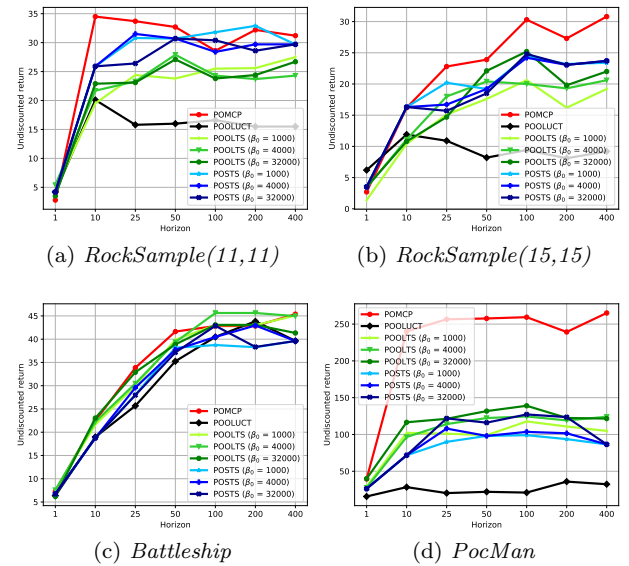 35
30
25
20
15
10
5
Undiscounted return
POMCP
POOLUCT
POOLTS (β₀ = 1000)
POOLTS (β₀ = 4000)
POOLTS (β₀ = 32000)
POSTS (β₀ = 1000)
POSTS (β₀ = 4000)
POSTS (β₀ = 32000)
1 10 25 50 100 200 400
Horizon
(a) RockSample(11,11)
30
25
20
15
10
5
0
Undiscounted return
POMCP
POOLUCT
POOLTS (β₀ = 1000)
POOLTS (β₀ = 4000)
POOLTS (β₀ = 32000)
POSTS (β₀ = 1000)
POSTS (β₀ = 4000)
POSTS (β₀ = 32000)
1 10 25 50 100 200 400
Horizon
(b) RockSample(15,15)
45
40
35
30
25
20
15
10
5
Undiscounted return
POMCP
POOLUCT
POOLTS (β₀ = 1000)
POOLTS (β₀ = 4000)
POOLTS (β₀ = 32000)
POSTS (β₀ = 1000)
POSTS (β₀ = 4000)
POSTS (β₀ = 32000)
1 10 25 50 100 200 400
Horizon
(c) Battleship
250
200
150
100
50
Undiscounted return
POMCP
POOLUCT
POOLTS (β₀ = 1000)
POOLTS (β₀ = 4000)
POOLTS (β₀ = 32000)
POSTS (β₀ = 1000)
POSTS (β₀ = 4000)
POSTS (β₀ = 32000)
1 10 25 50 100 200 400
Horizon
(d) PocMan